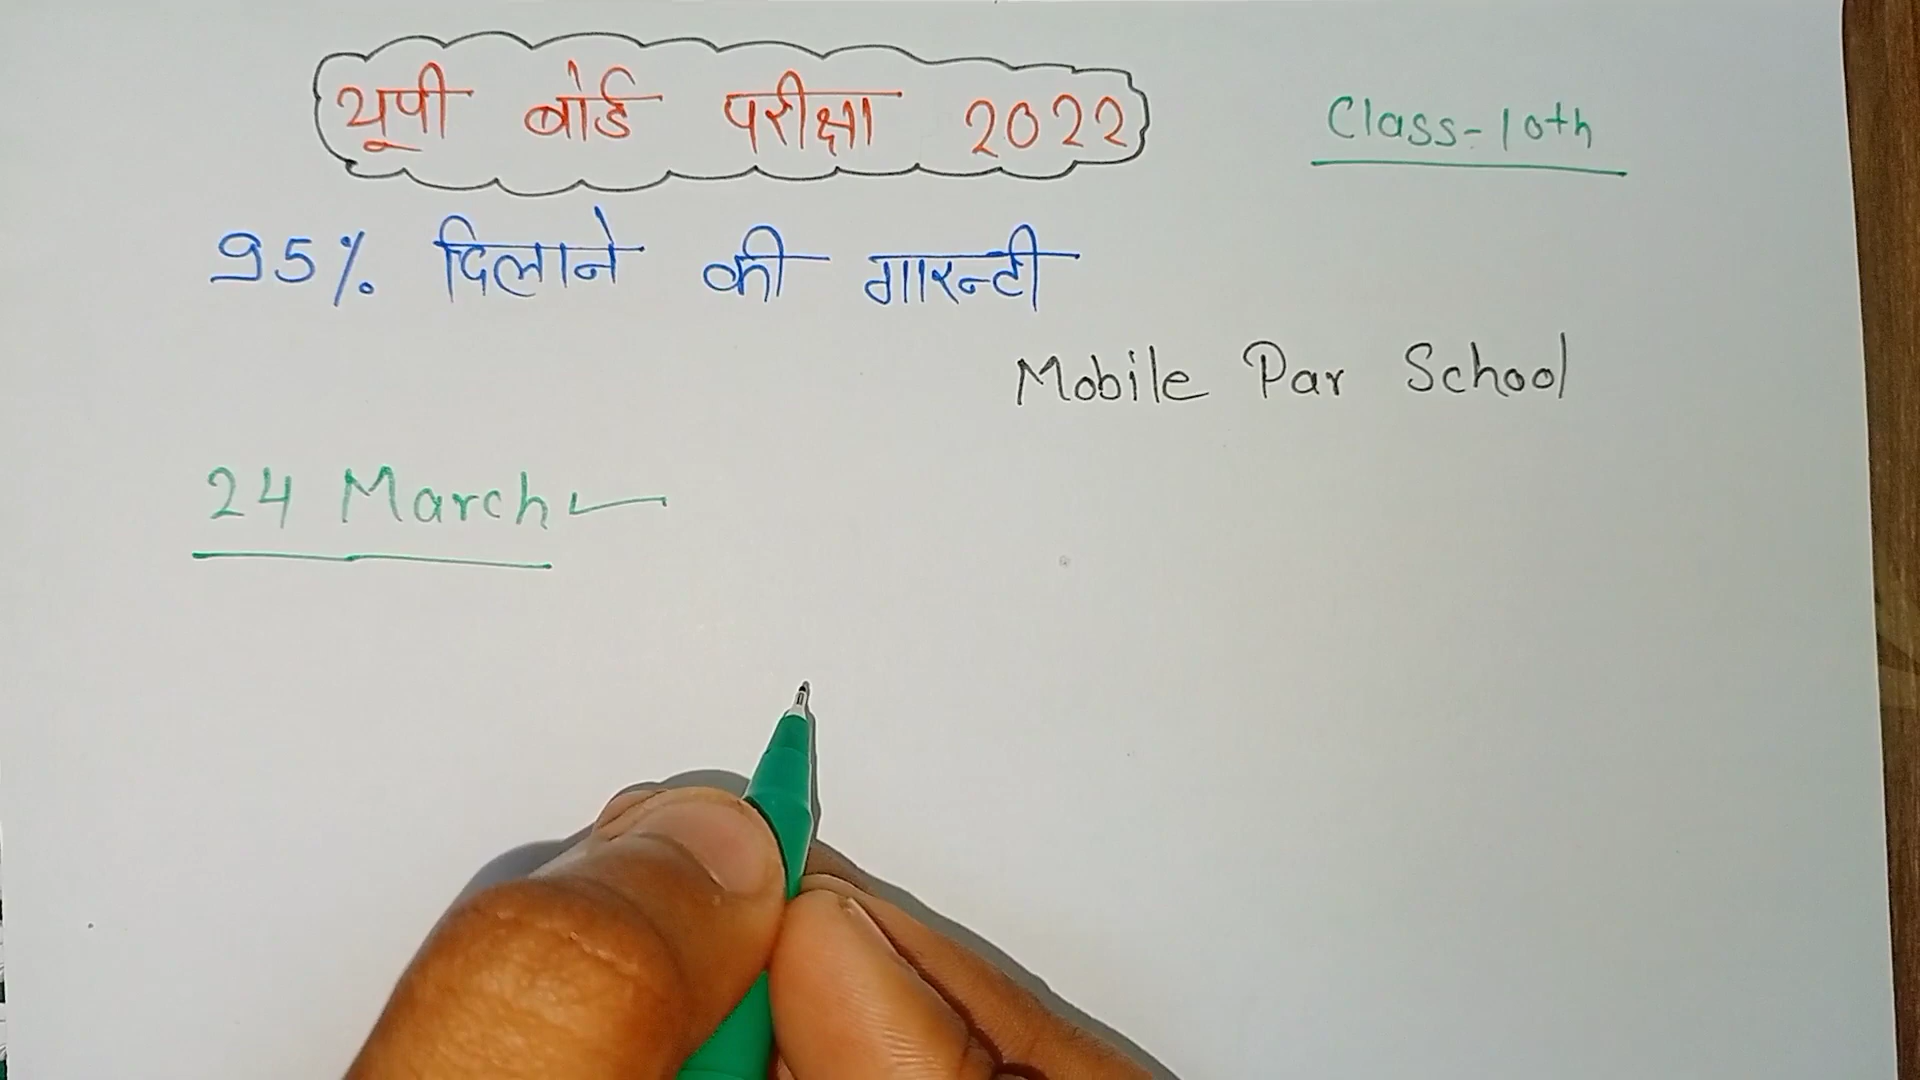 यूपी बोर्ड परीक्षा 2022
Class-10th
95% दिलाने की गारन्टी
Mobile Par School
24 March